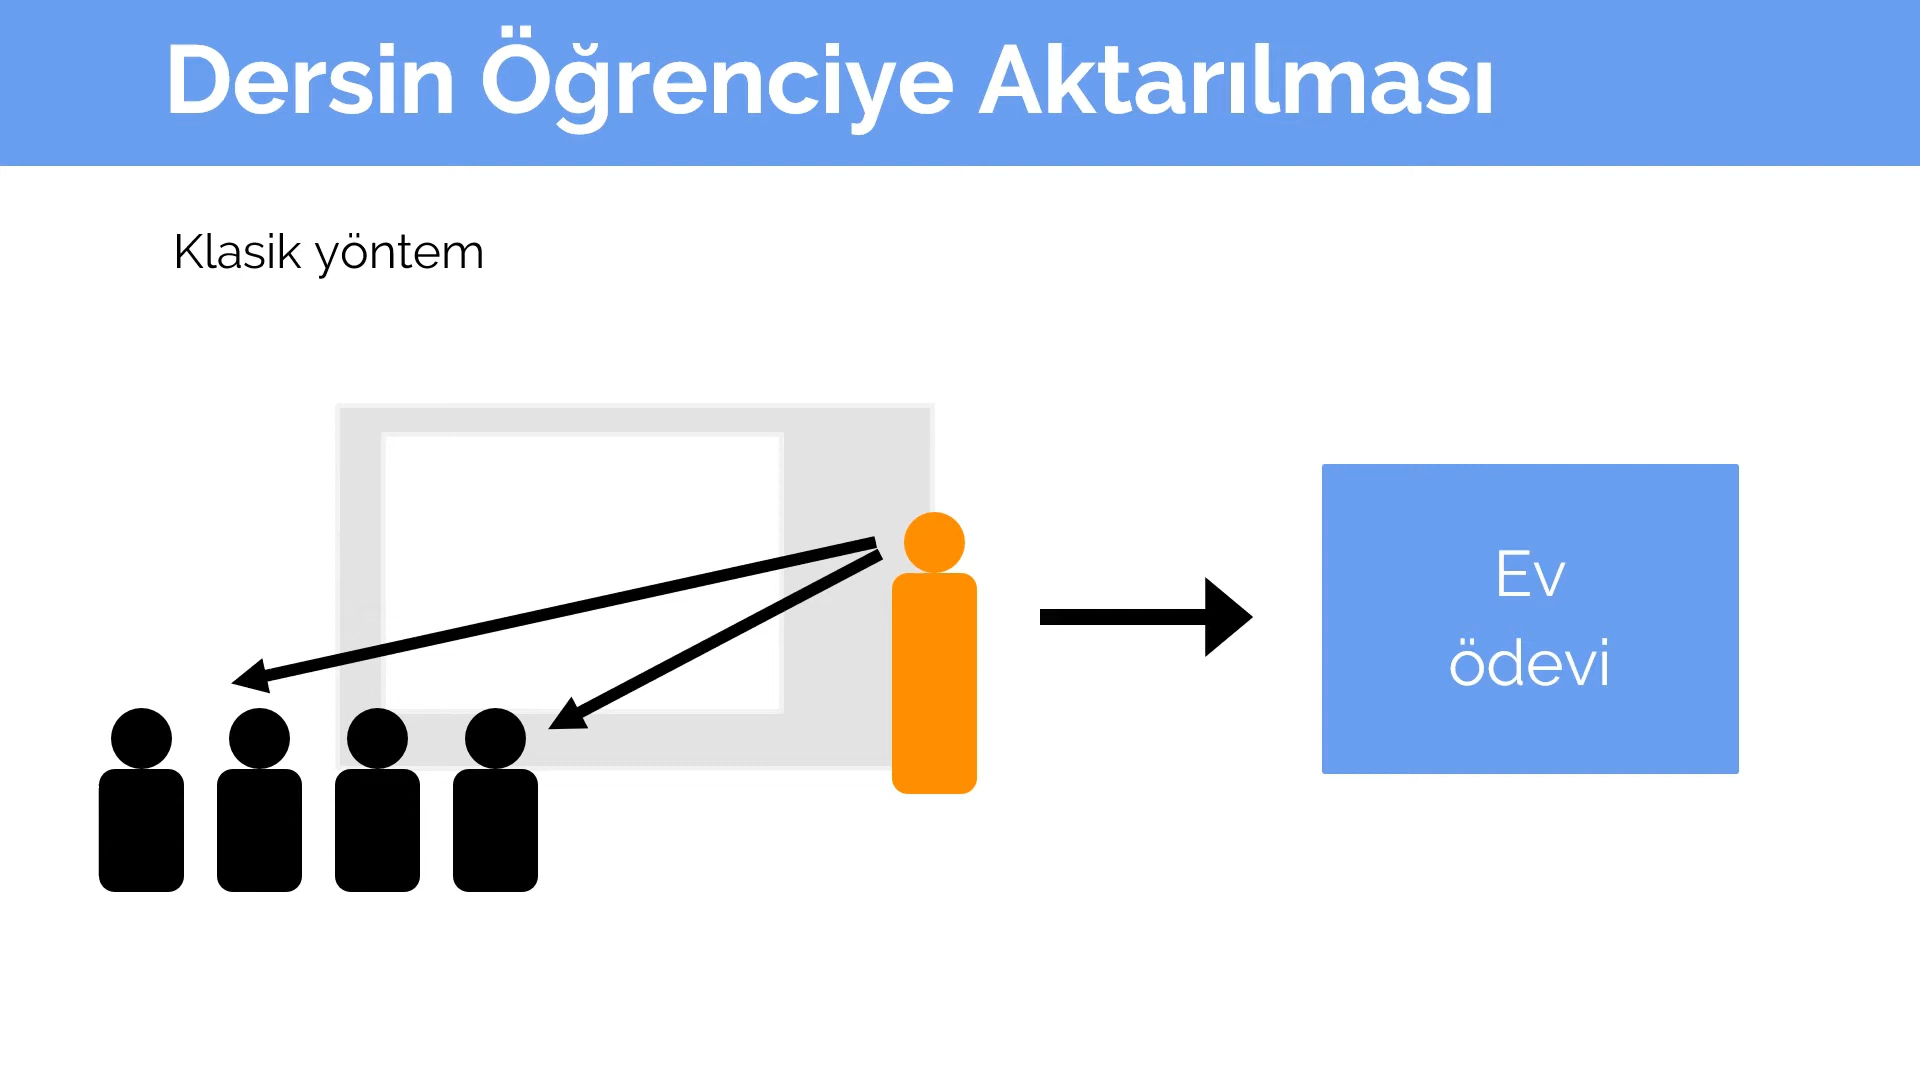 Dersin Öğrenciye Aktarılması
Klasik yöntem
Ev
ödevi